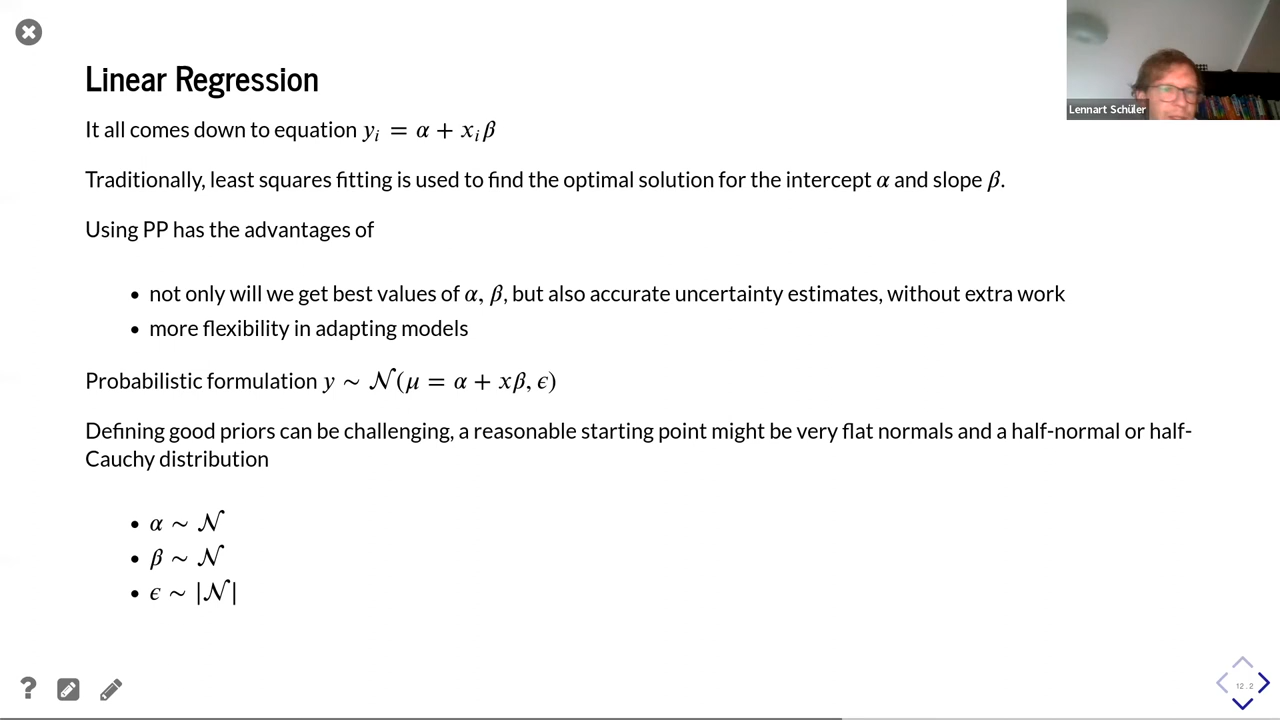 Linear Regression
Lennart Schüler
It all comes down to equation yᵢ = α + xᵢβ
Traditionally, least squares fitting is used to find the optimal solution for the intercept α and slope β.
Using PP has the advantages of
• not only will we get best values of α, β, but also accurate uncertainty estimates, without extra work
• more flexibility in adapting models
Probabilistic formulation y ∼ 𝒩(μ = α + xβ, ϵ)
Defining good priors can be challenging, a reasonable starting point might be very flat normals and a half-normal or half-
Cauchy distribution
• α ∼ 𝒩
• β ∼ 𝒩
• ϵ ∼ |𝒩|
?
12.2